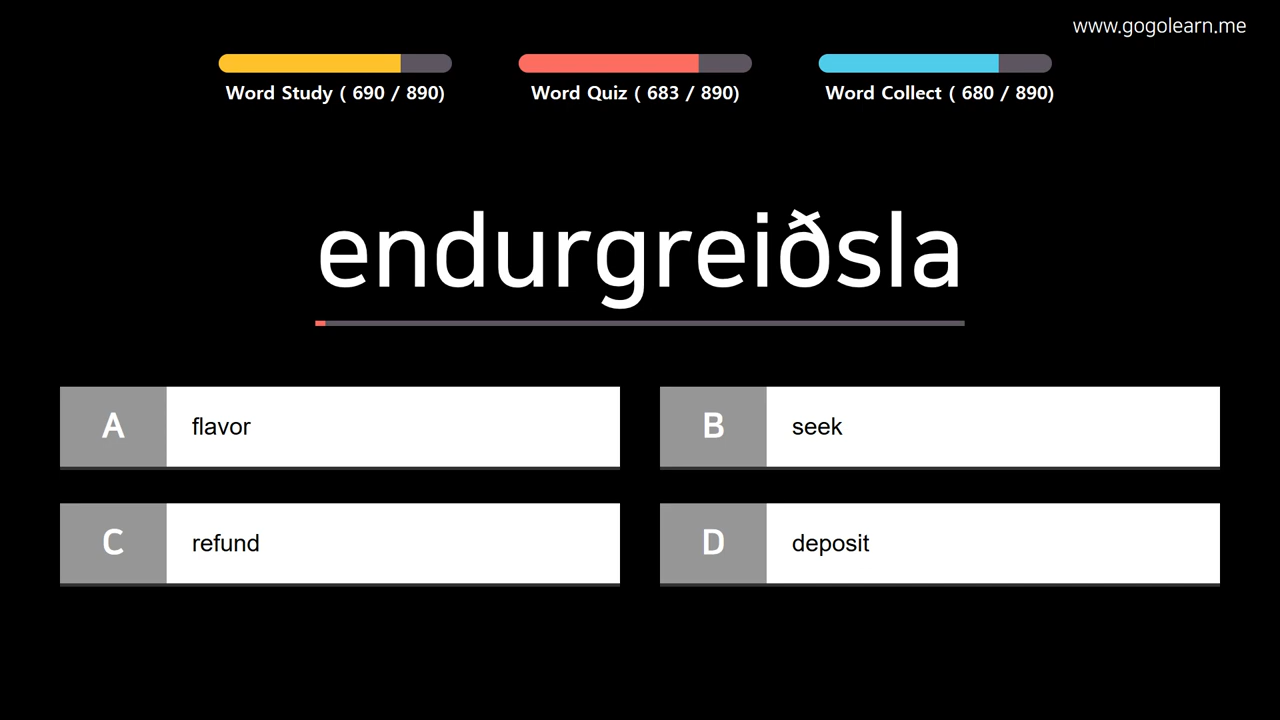 www.gogolearn.me
Word Study ( 690 / 890)
Word Quiz ( 683 / 890)
Word Collect ( 680 / 890)
endurgreiðsla
A flavor
B seek
C refund
D deposit